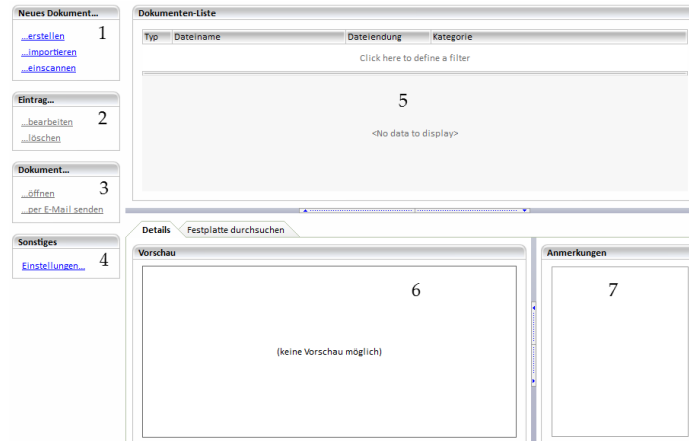 Neues Dokument...
...erstellen
1
...importieren
...einscannen
Eintrag...
...bearbeiten
2
...löschen
Dokument...
...öffnen
3
...per E-Mail senden
Sonstiges
Einstellungen...
4
Dokumenten-Liste
Typ Dateiname Dateiendung Kategorie
Click here to define a filter
5
<No data to display>
Details Festplatte durchsuchen
Vorschau
6
(keine Vorschau möglich)
Anmerkungen
7